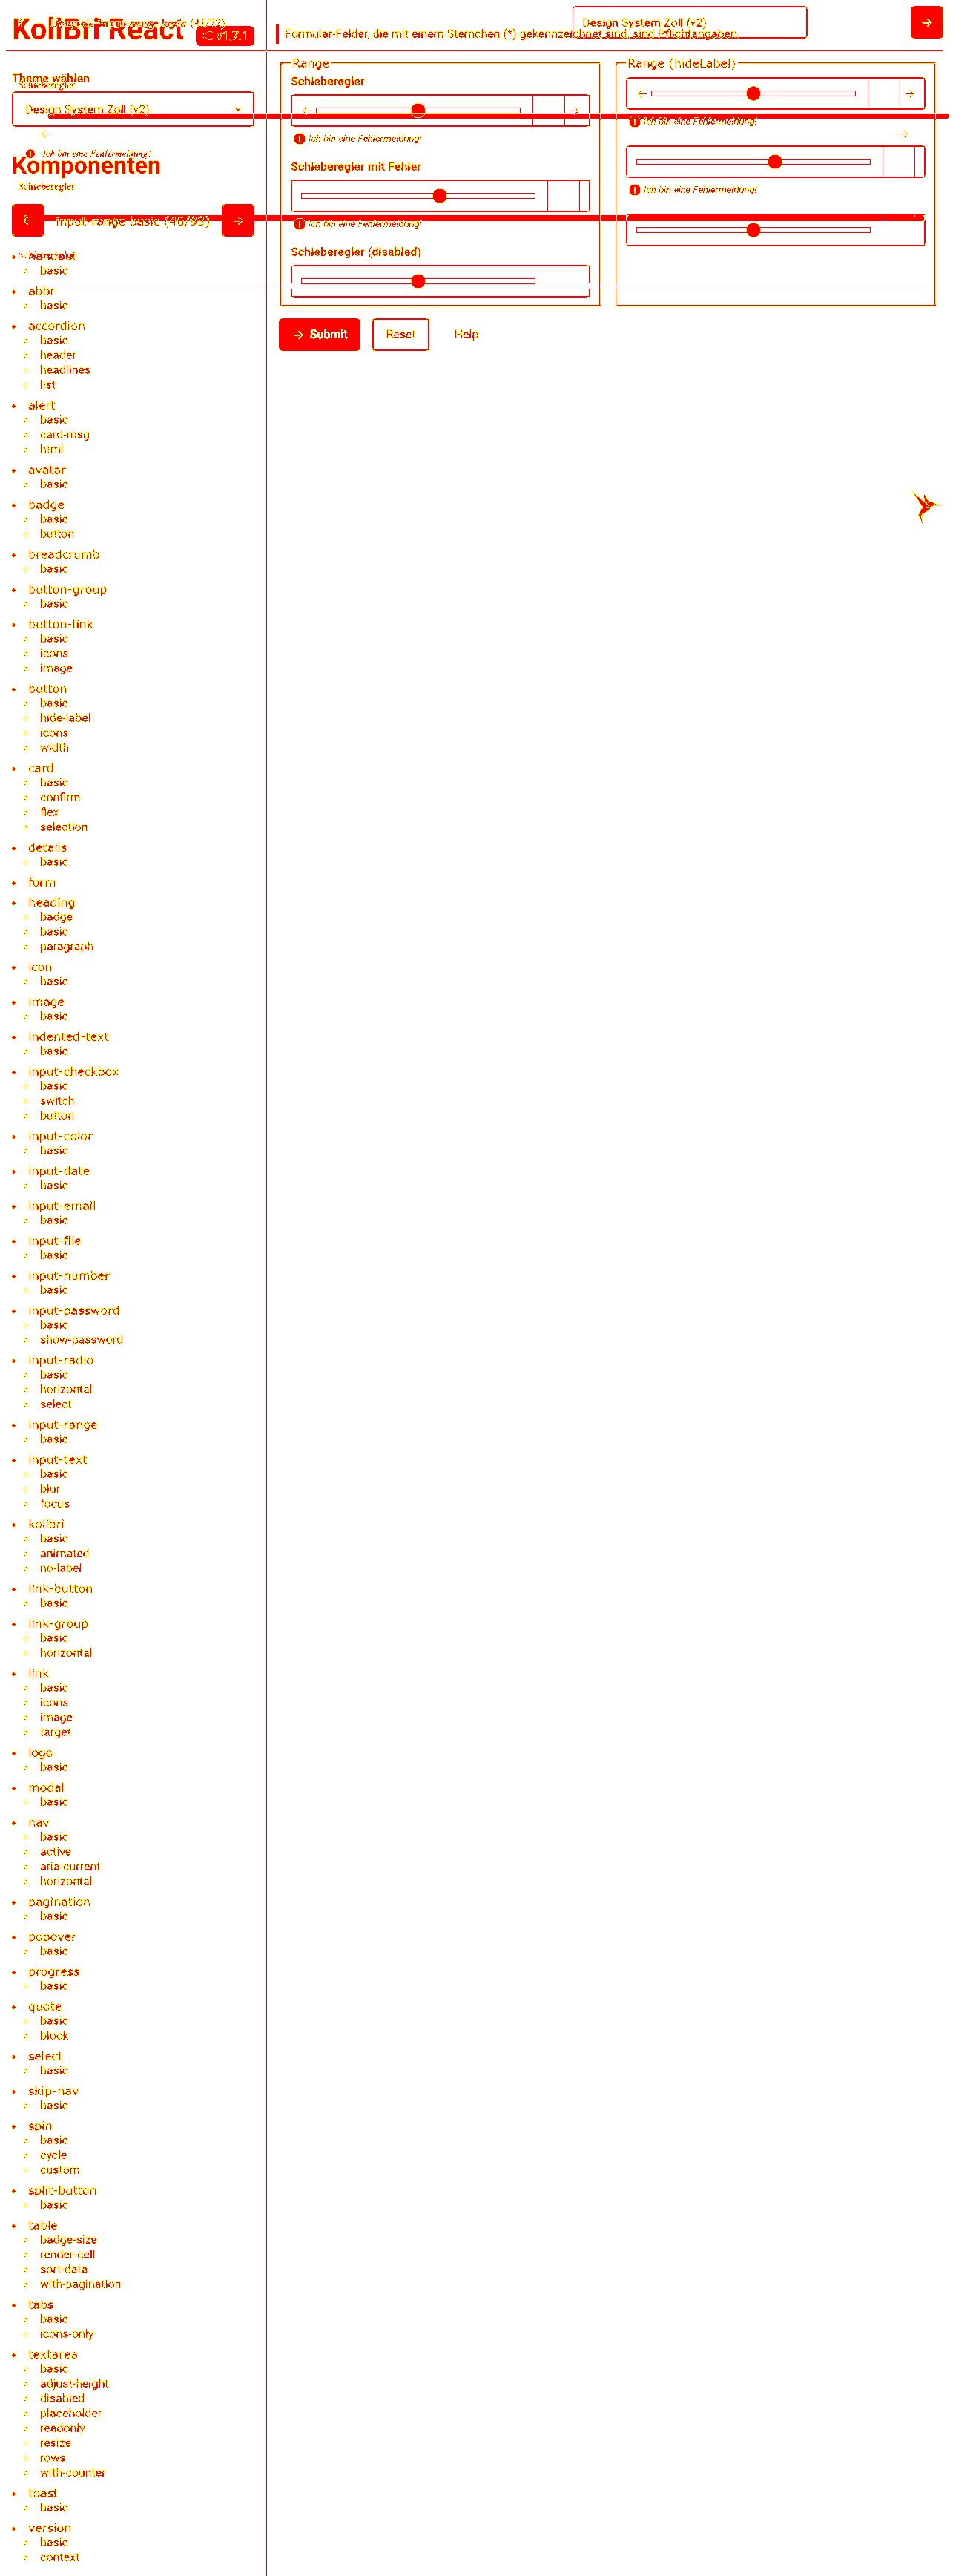 KoliBri React
v1.7.1
Design System Zoll (v2)
Formular-Felder, die mit einem Sternchen (*) gekennzeichnet sind, sind Pflichtangaben.
Theme wählen
Schieberegler
Design System Zoll (v2)
Ich bin eine Fehlermeldung!
Komponenten
Schieberegler
input-range basic (46/93)
Range
Schieberegler
Ich bin eine Fehlermeldung!
Schieberegler mit Fehler
Ich bin eine Fehlermeldung!
Schieberegler (disabled)
Range (hideLabel)
Ich bin eine Fehlermeldung!
Ich bin eine Fehlermeldung!
Submit
Reset
Help
handout
basic
abbr
basic
accordion
basic
header
headlines
list
alert
basic
card-msg
html
avatar
basic
badge
basic
button
breadcrumb
basic
button-group
basic
button-link
basic
icons
image
button
basic
hide-label
icons
width
card
basic
confirm
flex
selection
details
basic
form
heading
badge
basic
paragraph
icon
basic
image
basic
indented-text
basic
input-checkbox
basic
switch
button
input-color
basic
input-date
basic
input-email
basic
input-file
basic
input-number
basic
input-password
basic
show-password
input-radio
basic
horizontal
select
input-range
basic
input-text
basic
blur
focus
kolibri
basic
animated
no-label
link-button
basic
link-group
basic
horizontal
link
basic
icons
image
target
logo
basic
modal
basic
nav
basic
active
aria-current
horizontal
pagination
basic
popover
basic
progress
basic
quote
basic
block
select
basic
skip-nav
basic
spin
basic
cycle
custom
split-button
basic
table
badge-size
render-cell
sort-data
with-pagination
tabs
basic
icons-only
textarea
basic
adjust-height
disabled
placeholder
readonly
resize
rows
with-counter
toast
basic
version
basic
context